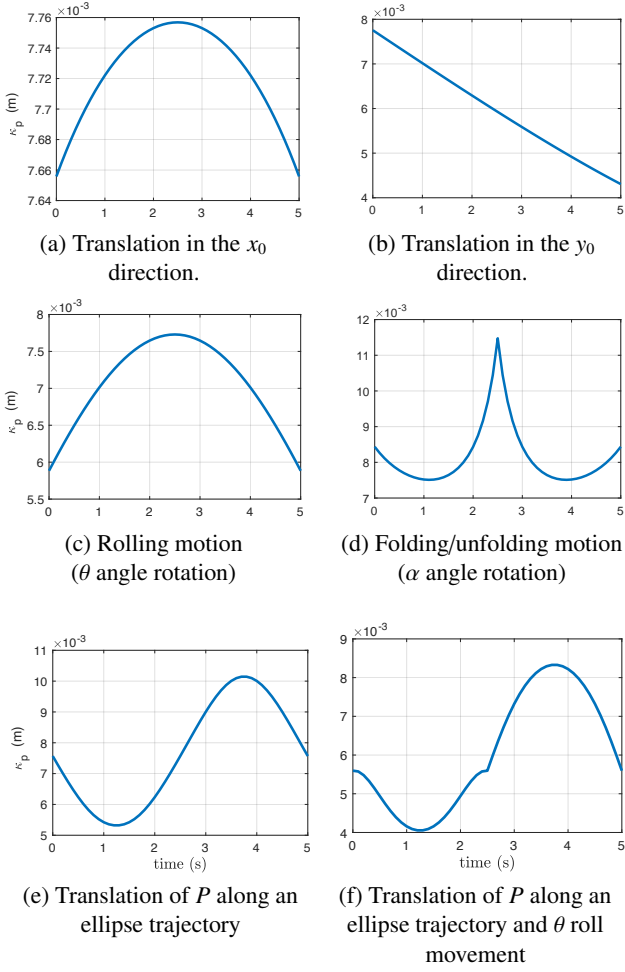 ×10⁻³
7.76
7.74
7.72
7.7
7.68
7.66
7.64
κ_p (m)
0 1 2 3 4 5
(a) Translation in the x₀
direction.
×10⁻³
8
7
6
5
4
0 1 2 3 4 5
(b) Translation in the y₀
direction.
×10⁻³
8
7.5
7
6.5
6
5.5
κ_p (m)
0 1 2 3 4 5
(c) Rolling motion
(θ angle rotation)
×10⁻³
12
11
10
9
8
7
0 1 2 3 4 5
(d) Folding/unfolding motion
(α angle rotation)
×10⁻³
11
10
9
8
7
6
5
κ_p (m)
0 1 2 3 4 5
time (s)
(e) Translation of P along an
ellipse trajectory
×10⁻³
9
8
7
6
5
4
0 1 2 3 4 5
time (s)
(f) Translation of P along an
ellipse trajectory and θ roll
movement